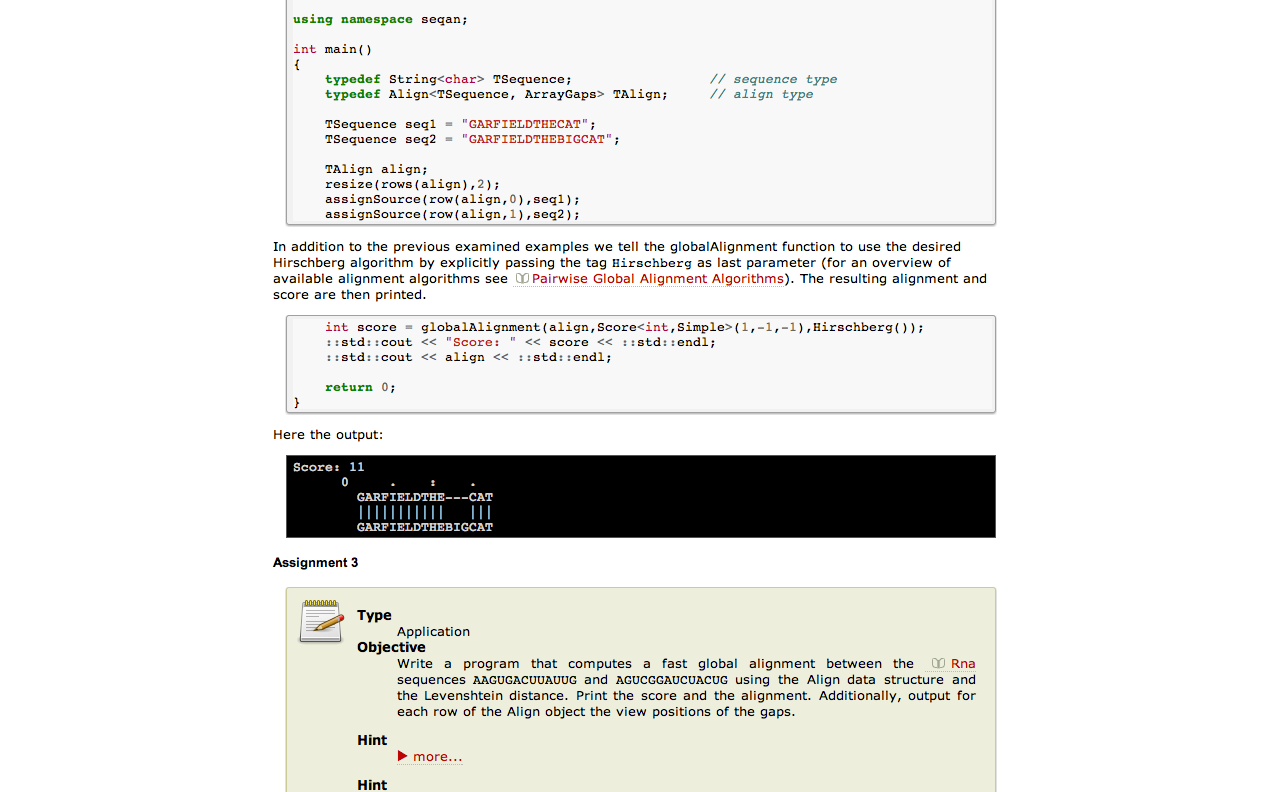 using namespace seqan;
int main()
{
    typedef String<char> TSequence;                 // sequence type
    typedef Align<TSequence, ArrayGaps> TAlign;     // align type
    TSequence seq1 = "GARFIELDTHECAT";
    TSequence seq2 = "GARFIELDTHEBIGCAT";
    TAlign align;
    resize(rows(align),2);
    assignSource(row(align,0),seq1);
    assignSource(row(align,1),seq2);
In addition to the previous examined examples we tell the globalAlignment function to use the desired
Hirschberg algorithm by explicitly passing the tag Hirschberg as last parameter (for an overview of
available alignment algorithms see Pairwise Global Alignment Algorithms). The resulting alignment and
score are then printed.
    int score = globalAlignment(align,Score<int,Simple>(1,-1,-1),Hirschberg());
    ::std::cout << "Score: " << score << ::std::endl;
    ::std::cout << align << ::std::endl;
    return 0;
}
Here the output:
Score: 11
      0     .    :    .
        GARFIELDTHE---CAT
        |||||||||||   |||
        GARFIELDTHEBIGCAT
Assignment 3
Type
Application
Objective
Write a program that computes a fast global alignment between the Rna
sequences AAGUGACUUAUUG and AGUCGGAUCUACUG using the Align data structure and
the Levenshtein distance. Print the score and the alignment. Additionally, output for
each row of the Align object the view positions of the gaps.
Hint
▶ more...
Hint